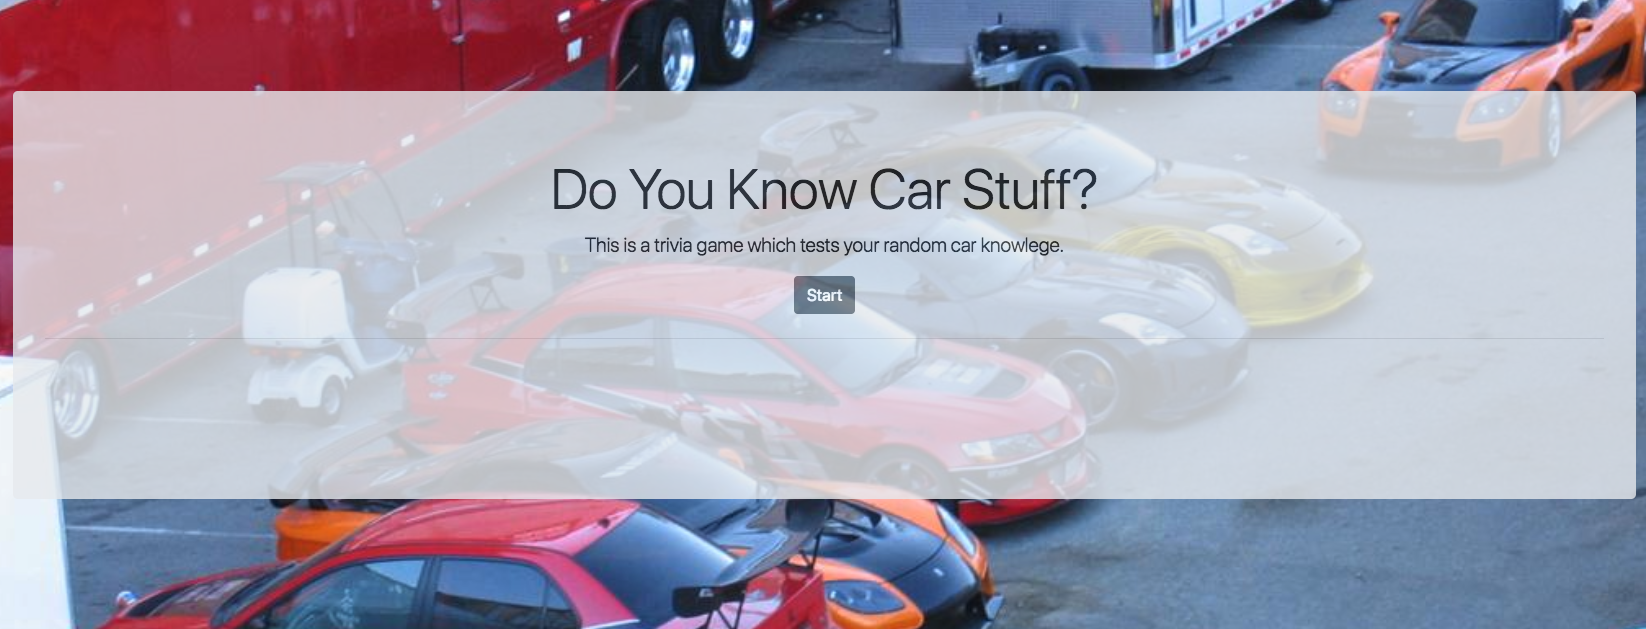 Do You Know Car Stuff?
This is a trivia game which tests your random car knowlege.
Start